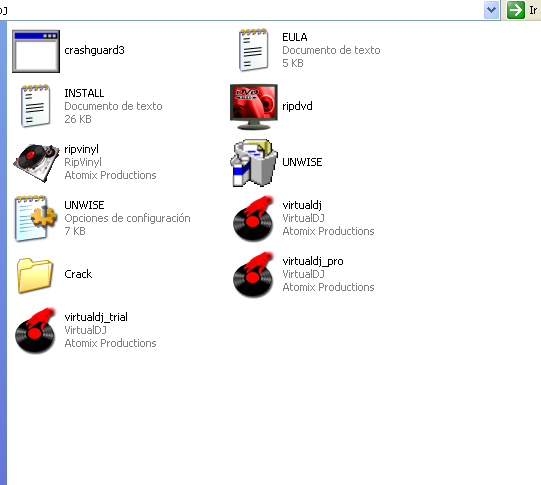 DJ
Ir
crashguard3
EULA
Documento de texto
5 KB
INSTALL
Documento de texto
26 KB
DVD
ripdvd
ripvinyl
RipVinyl
Atomix Productions
UNWISE
UNWISE
Opciones de configuración
7 KB
virtualdj
VirtualDJ
Atomix Productions
Crack
virtualdj_pro
VirtualDJ
Atomix Productions
virtualdj_trial
VirtualDJ
Atomix Productions